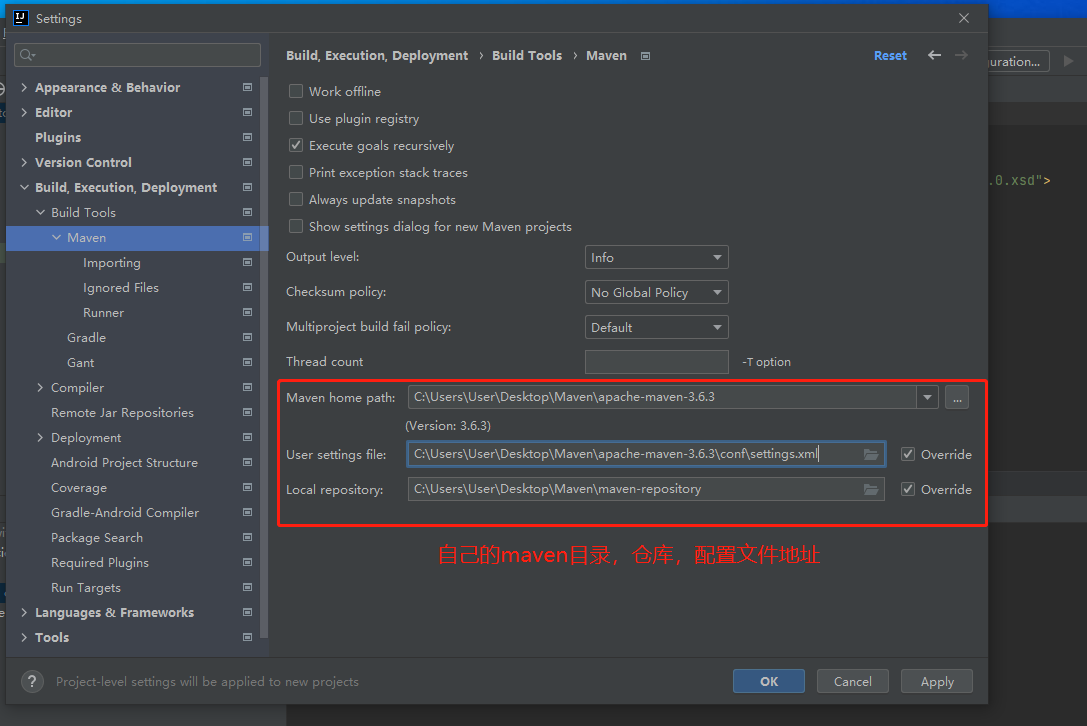 Settings
Build, Execution, Deployment › Build Tools › Maven
Reset
Appearance & Behavior
Editor
Plugins
Version Control
Build, Execution, Deployment
Build Tools
Maven
Importing
Ignored Files
Runner
Gradle
Gant
Compiler
Remote Jar Repositories
Deployment
Android Project Structure
Coverage
Gradle-Android Compiler
Package Search
Required Plugins
Run Targets
Languages & Frameworks
Tools
Work offline
Use plugin registry
Execute goals recursively
Print exception stack traces
Always update snapshots
Show settings dialog for new Maven projects
Output level: Info
Checksum policy: No Global Policy
Multiproject build fail policy: Default
Thread count -T option
Maven home path: C:\Users\User\Desktop\Maven\apache-maven-3.6.3 ...
(Version: 3.6.3)
User settings file: C:\Users\User\Desktop\Maven\apache-maven-3.6.3\conf\settings.xml Override
Local repository: C:\Users\User\Desktop\Maven\maven-repository Override
自己的maven目录，仓库，配置文件地址
? Project-level settings will be applied to new projects
OK Cancel Apply
uration...
.0.xsd">